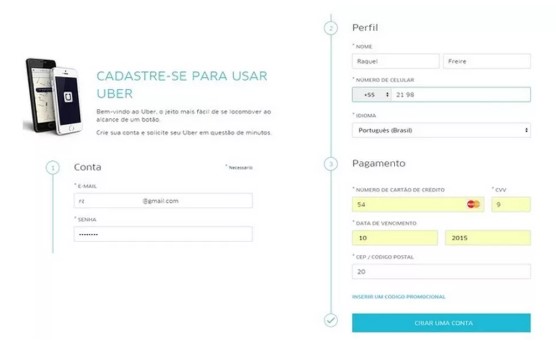 CADASTRE-SE PARA USAR
UBER
Bem-vindo ao Uber, o jeito mais fácil de se locomover ao
alcance de um botão.
Crie sua conta e solicite seu Uber em questão de minutos.
1
Conta
* Necessário
* E-MAIL
rz @gmail.com
* SENHA
••••••••
2
Perfil
* NOME
Raquel Freire
* NÚMERO DE CELULAR
+55 21 98
* IDIOMA
Português (Brasil)
3
Pagamento
* NÚMERO DE CARTÃO DE CRÉDITO * CVV
54 9
* DATA DE VENCIMENTO
10 2015
* CEP / CÓDIGO POSTAL
20
INSERIR UM CÓDIGO PROMOCIONAL
CRIAR UMA CONTA